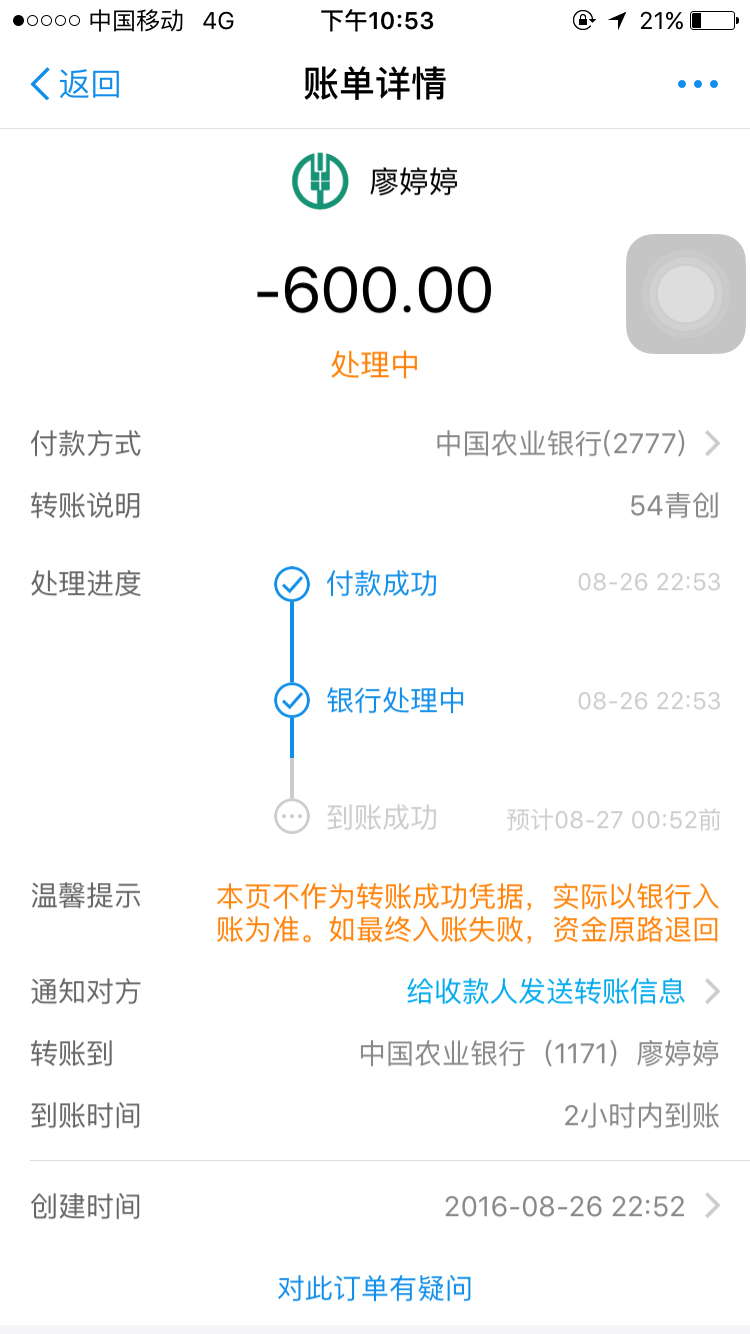 中国移动 4G 下午10:53 21%
返回 账单详情
廖婷婷
-600.00
处理中
付款方式 中国农业银行(2777)
转账说明 54青创
处理进度 付款成功 08-26 22:53
银行处理中 08-26 22:53
到账成功 预计08-27 00:52前
温馨提示 本页不作为转账成功凭据，实际以银行入
账为准。如最终入账失败，资金原路退回
通知对方 给收款人发送转账信息
转账到 中国农业银行（1171）廖婷婷
到账时间 2小时内到账
创建时间 2016-08-26 22:52
对此订单有疑问